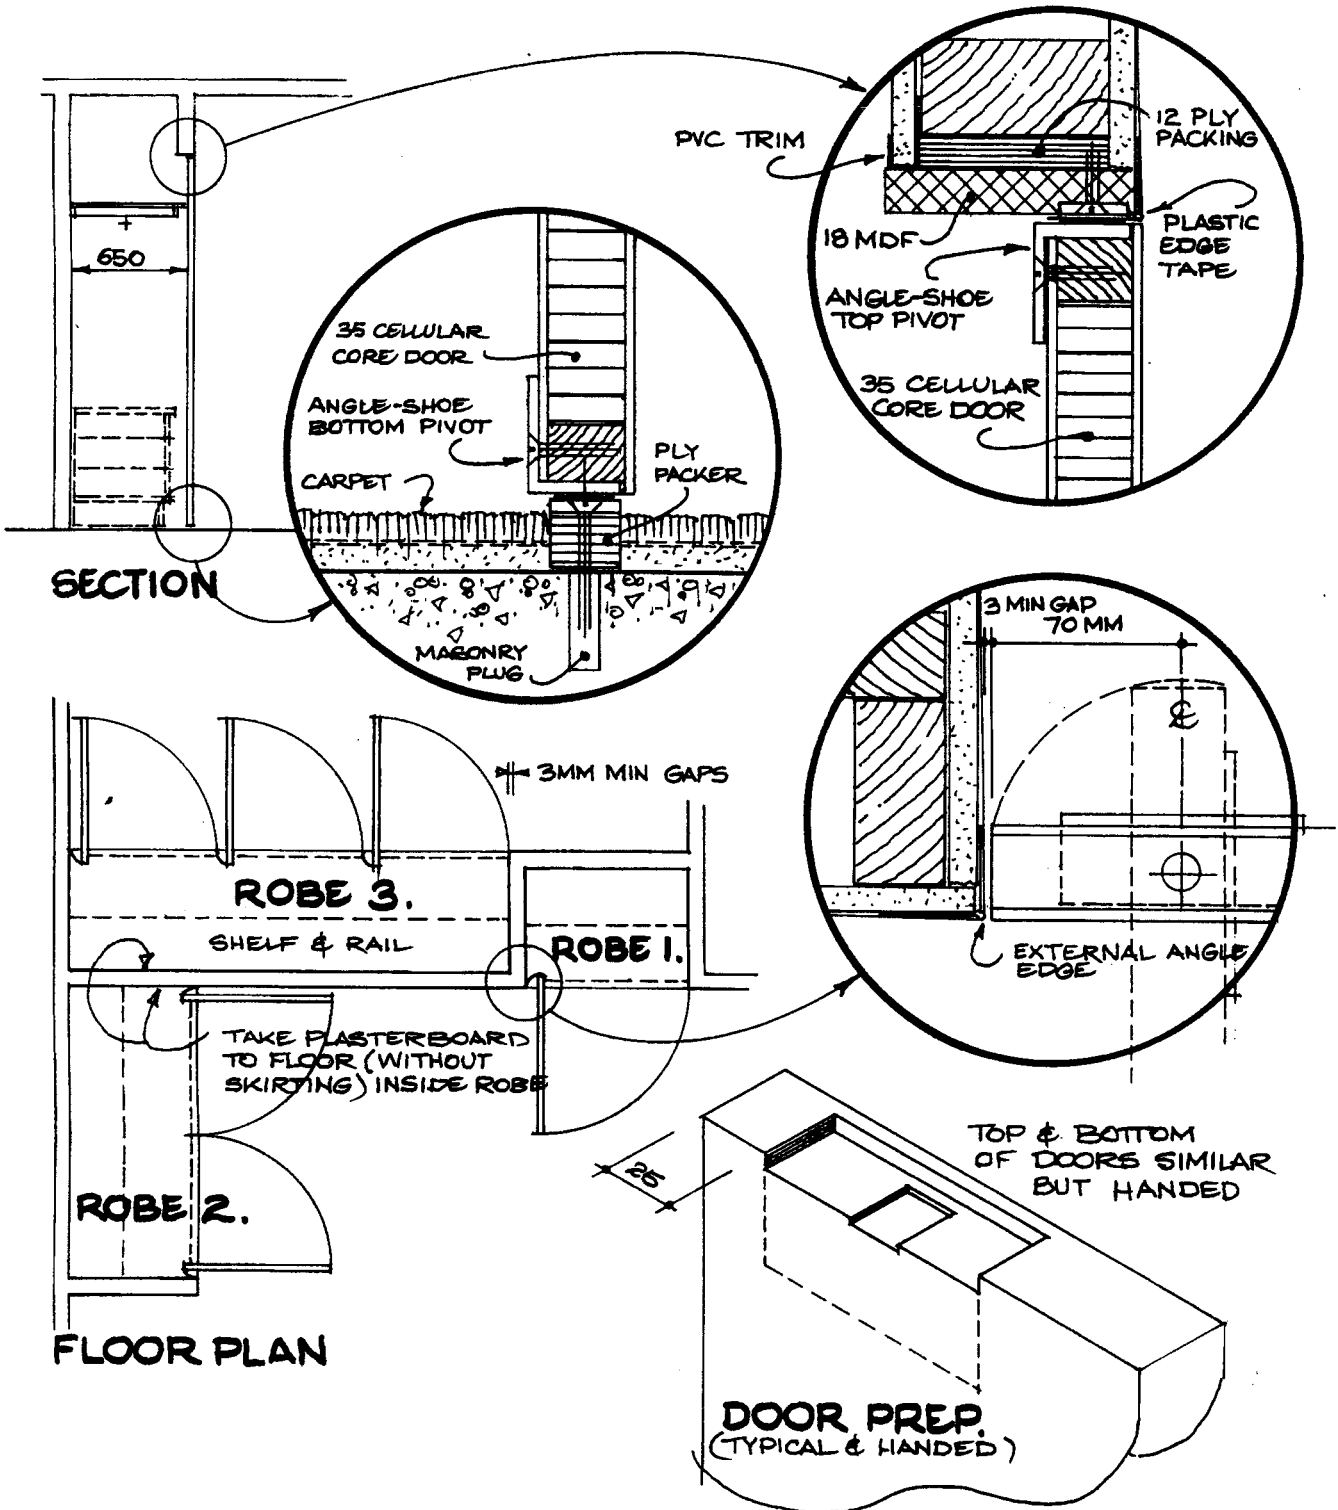 12 PLY
PACKING
PVC TRIM
18 MDF
PLASTIC
EDGE
TAPE
ANGLE-SHOE
TOP PIVOT
35 CELLULAR
CORE DOOR
650
35 CELLULAR
CORE DOOR
ANGLE-SHOE
BOTTOM PIVOT
PLY
PACKER
CARPET
MASONRY
PLUG
SECTION
3 MIN GAP
70 MM
℄
EXTERNAL ANGLE
EDGE
3MM MIN GAPS
ROBE 3.
SHELF & RAIL
ROBE 1.
TAKE PLASTERBOARD
TO FLOOR (WITHOUT
SKIRTING) INSIDE ROBE
ROBE 2.
FLOOR PLAN
25
TOP & BOTTOM
OF DOORS SIMILAR
BUT HANDED
DOOR PREP.
(TYPICAL & HANDED)